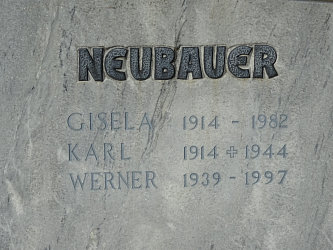 NEUBAUER
GISELA 1914 - 1982
KARL 1914 + 1944
WERNER 1939 - 1997